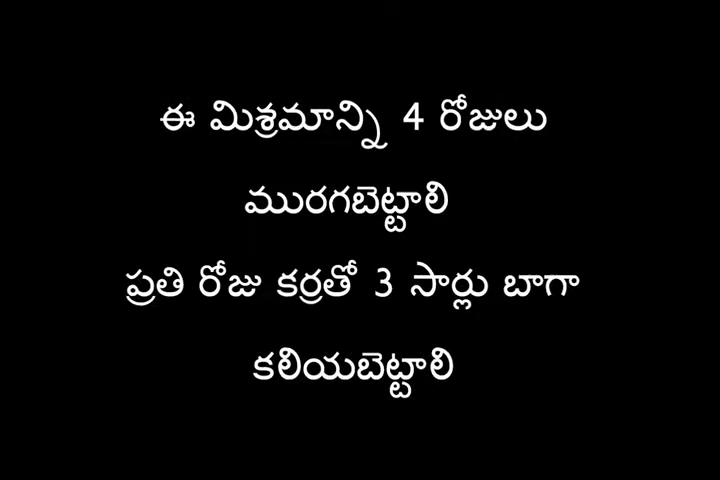 ఈ మిశ్రమాన్ని 4 రోజులు
మురగబెట్టాలి
ప్రతి రోజు కర్రతో 3 సార్లు బాగా
కలియబెట్టాలి